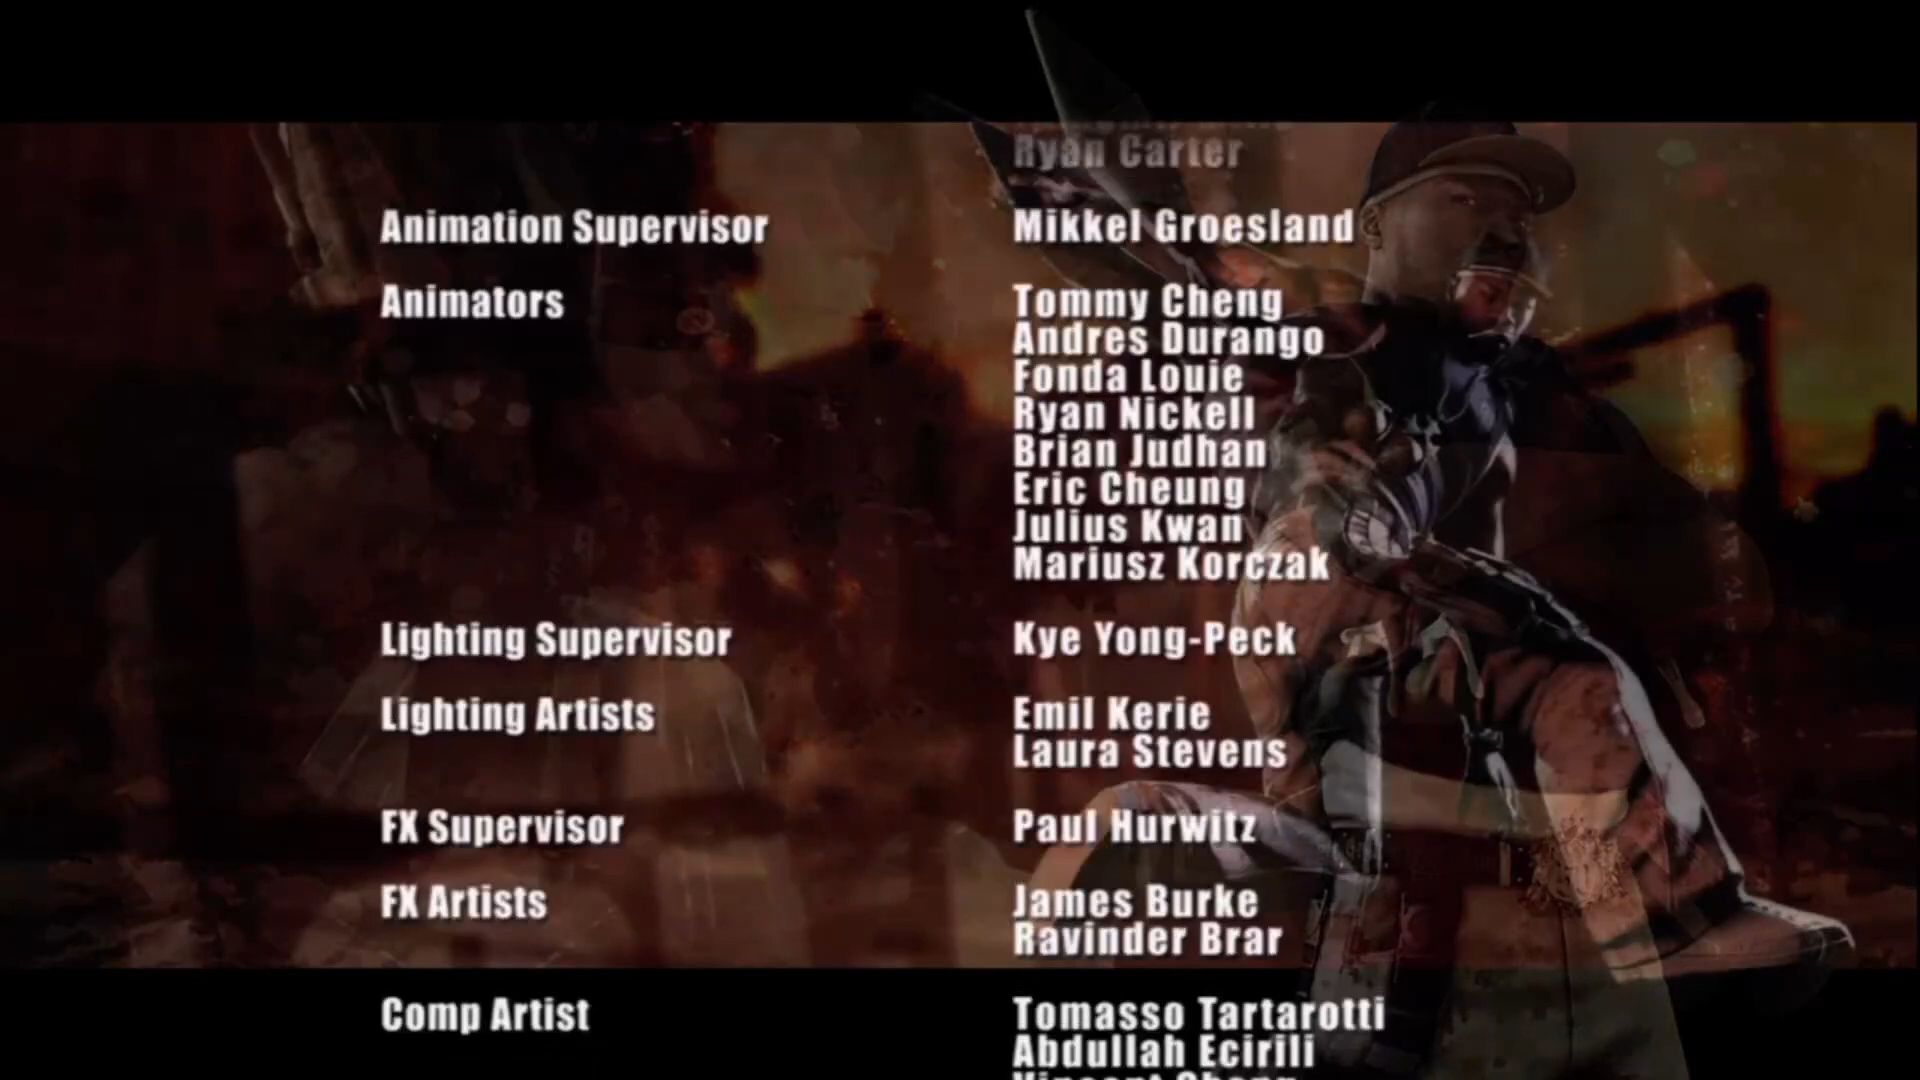 Ryan Carter
Animation Supervisor Mikkel Groesland
Animators Tommy Cheng
Andres Durango
Fonda Louie
Ryan Nickell
Brian Judhan
Eric Cheung
Julius Kwan
Mariusz Korczak
Lighting Supervisor Kye Yong-Peck
Lighting Artists Emil Kerie
Laura Stevens
FX Supervisor Paul Hurwitz
FX Artists James Burke
Ravinder Brar
Comp Artist Tomasso Tartarotti
Abdullah Ecirili